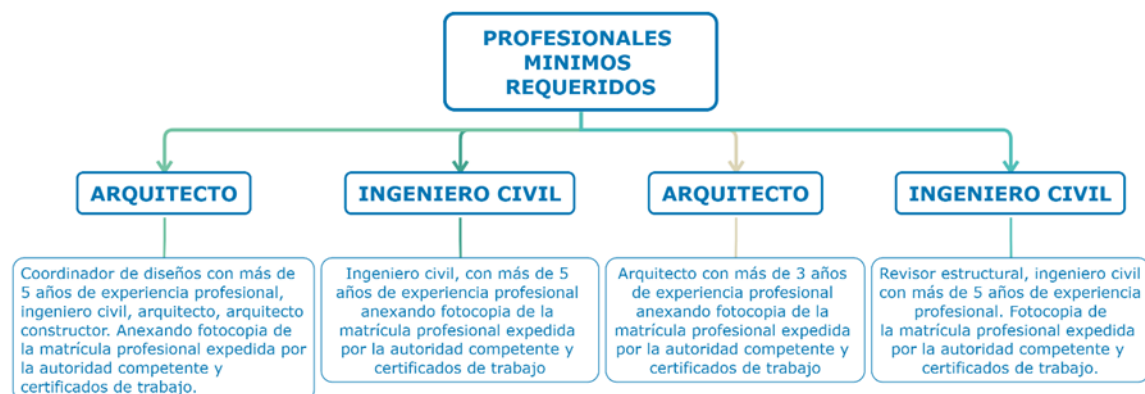 PROFESIONALES
MINIMOS
REQUERIDOS
ARQUITECTO
INGENIERO CIVIL
ARQUITECTO
INGENIERO CIVIL
Coordinador de diseños con más de
5 años de experiencia profesional,
ingeniero civil, arquitecto, arquitecto
constructor. Anexando fotocopia de
la matrícula profesional expedida por
la autoridad competente y
certificados de trabajo.
Ingeniero civil, con más de 5
años de experiencia profesional
anexando fotocopia de la
matrícula profesional expedida
por la autoridad competente y
certificados de trabajo
Arquitecto con más de 3 años
de experiencia profesional
anexando fotocopia de la
matrícula profesional expedida
por la autoridad competente y
certificados de trabajo
Revisor estructural, ingeniero civil
con más de 5 años de experiencia
profesional. Fotocopia de
la matrícula profesional expedida
por la autoridad competente y
certificados de trabajo.